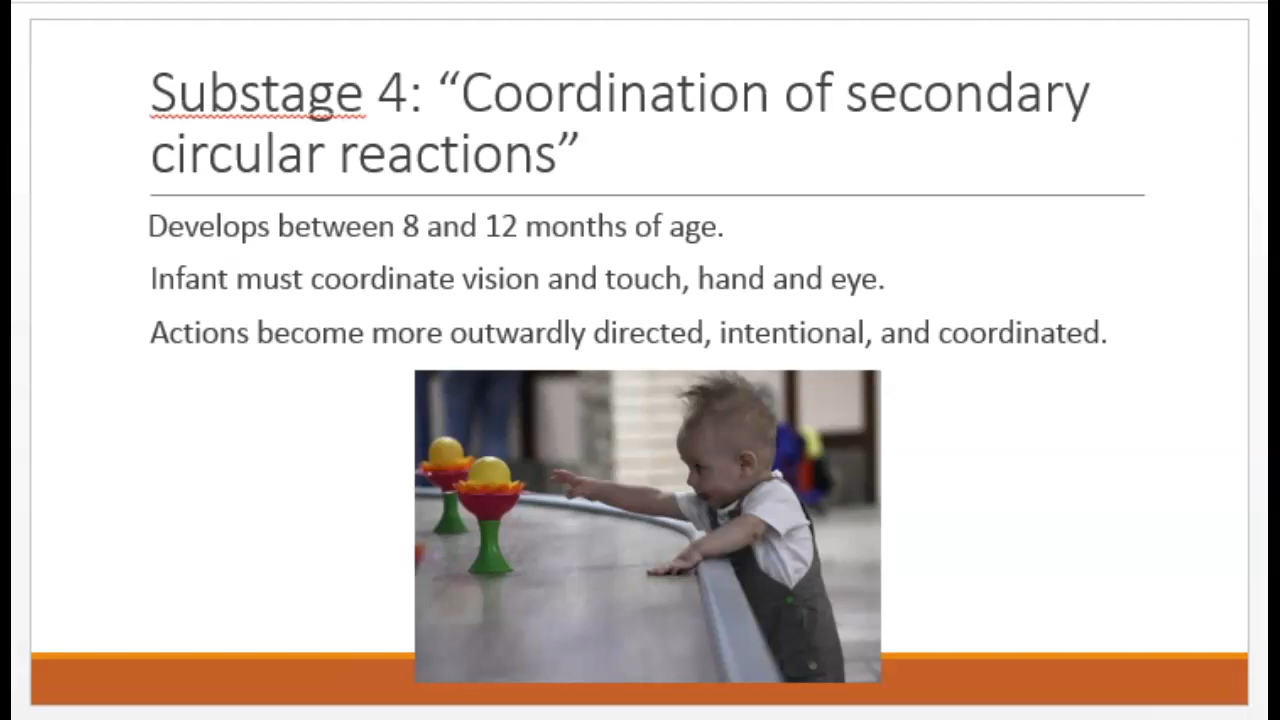 Substage 4: “Coordination of secondary
circular reactions”
Develops between 8 and 12 months of age.
Infant must coordinate vision and touch, hand and eye.
Actions become more outwardly directed, intentional, and coordinated.